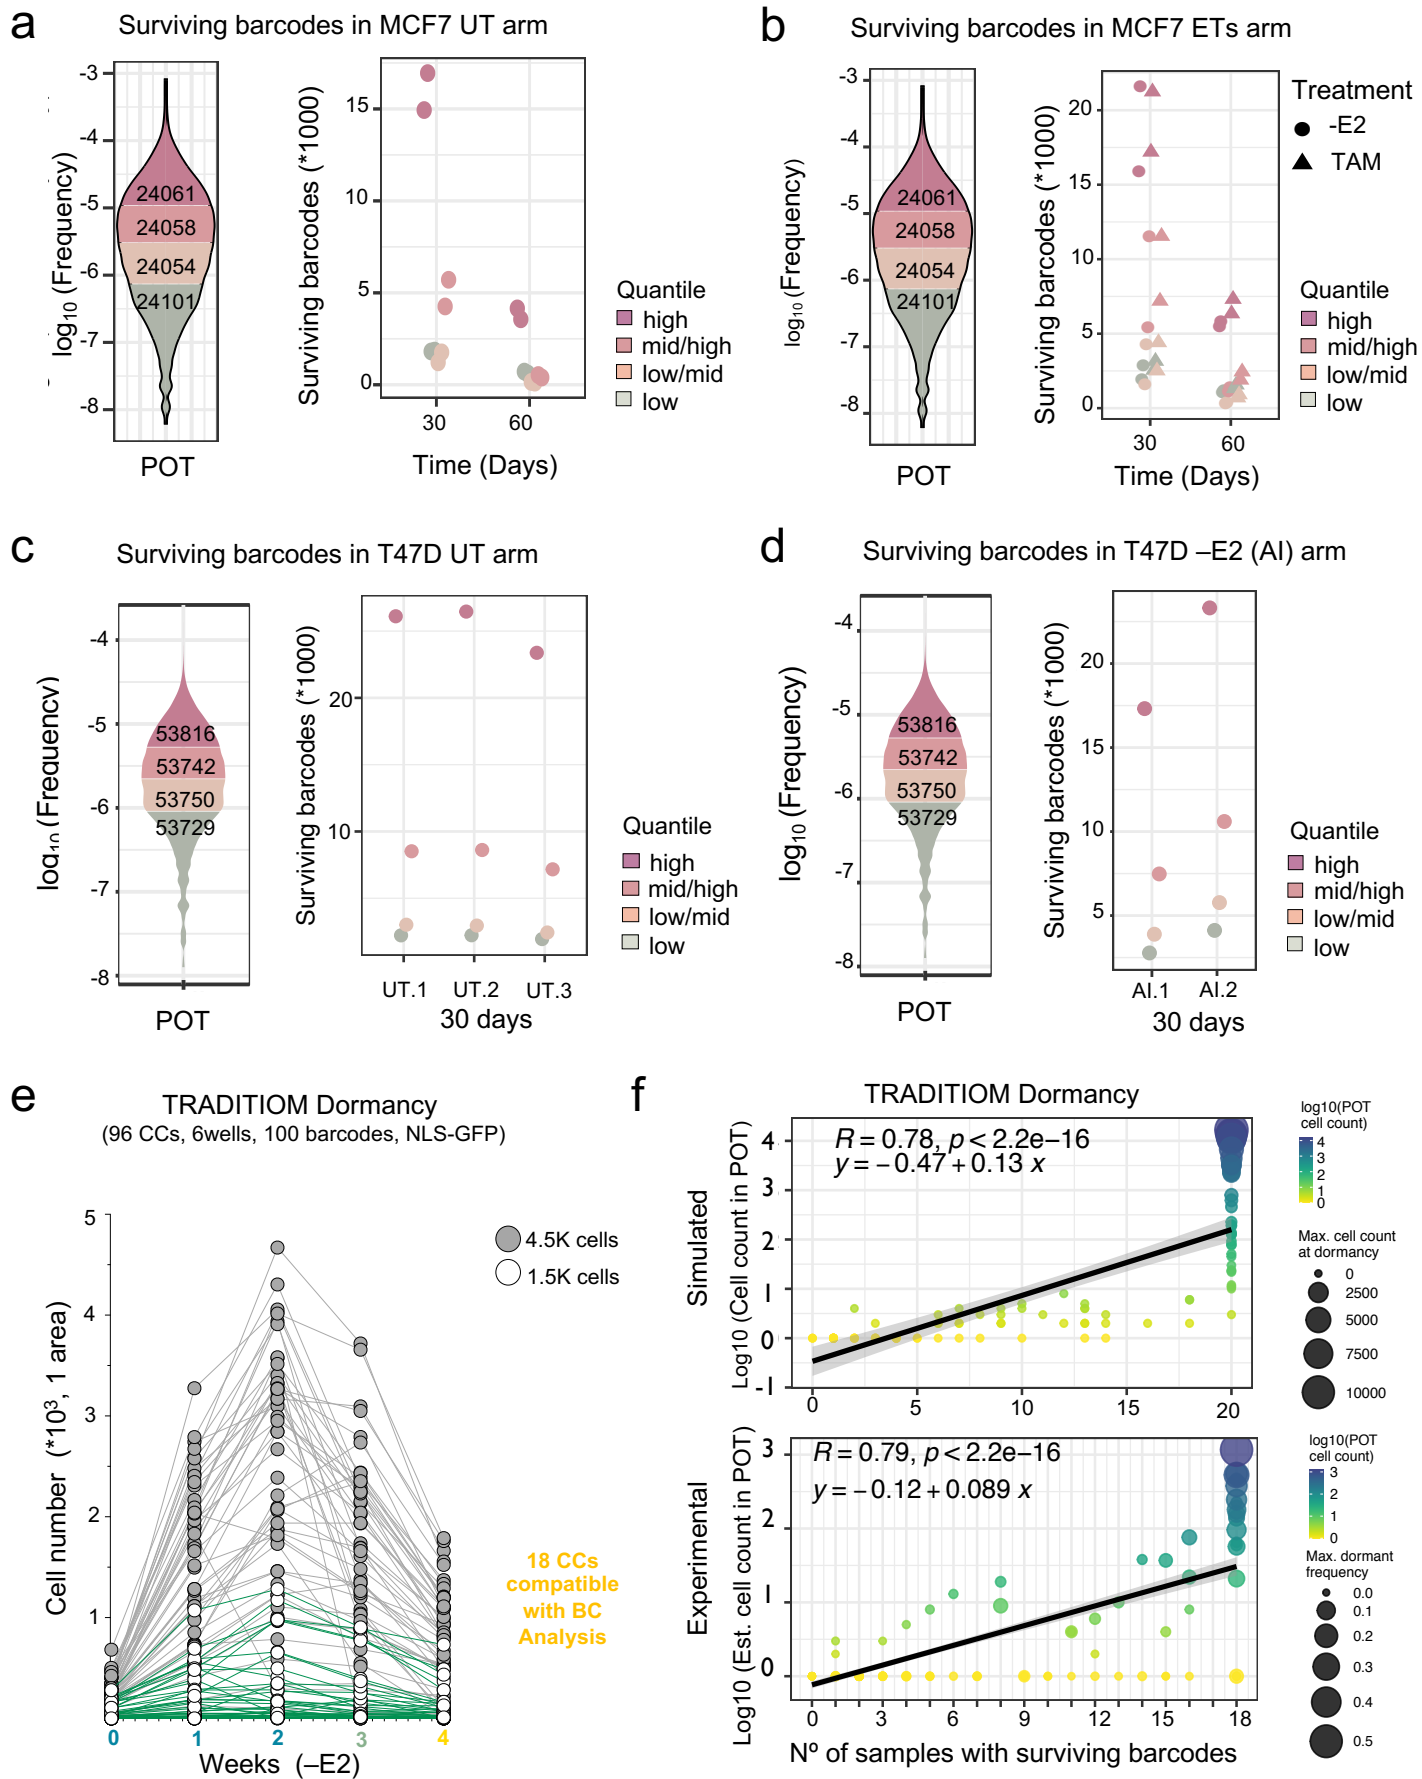 a
Surviving barcodes in MCF7 UT arm
log10 (Frequency)
-3
-4
-5
-6
-7
-8
24061
24058
24054
24101
POT
Surviving barcodes (*1000)
15
10
5
0
30
60
Time (Days)
Quantile
high
mid/high
low/mid
low
b
Surviving barcodes in MCF7 ETs arm
log10 (Frequency)
-3
-4
-5
-6
-7
-8
24061
24058
24054
24101
POT
Surviving barcodes (*1000)
20
15
10
5
0
30
60
Time (Days)
Treatment
-E2
TAM
Quantile
high
mid/high
low/mid
low
c
Surviving barcodes in T47D UT arm
log10 (Frequency)
-4
-5
-6
-7
-8
53816
53742
53750
53729
POT
Surviving barcodes (*1000)
20
10
UT.1
UT.2
UT.3
30 days
Quantile
high
mid/high
low/mid
low
d
Surviving barcodes in T47D –E2 (AI) arm
log10 (Frequency)
-4
-5
-6
-7
-8
53816
53742
53750
53729
POT
Surviving barcodes (*1000)
20
15
10
5
AI.1
AI.2
30 days
Quantile
high
mid/high
low/mid
low
e
TRADITIOM Dormancy
(96 CCs, 6wells, 100 barcodes, NLS-GFP)
Cell number (*10³, 1 area)
5
4
3
2
1
0
1
2
3
4
Weeks (–E2)
4.5K cells
1.5K cells
18 CCs
compatible
with BC
Analysis
f
TRADITIOM Dormancy
Simulated
Log10 (Cell count in POT)
4
3
2
1
0
-1
R = 0.78, p < 2.2e−16
y = −0.47 + 0.13 x
0
5
10
15
20
log10(POT
cell count)
4
3
2
1
0
Max. cell count
at dormancy
0
2500
5000
7500
10000
Experimental
Log10 (Est. cell count in POT)
3
2
1
0
R = 0.79, p < 2.2e−16
y = −0.12 + 0.089 x
0
3
6
9
12
15
18
Nº of samples with surviving barcodes
log10(POT
cell count)
3
2
1
0
Max. dormant
frequency
0.0
0.1
0.2
0.3
0.4
0.5